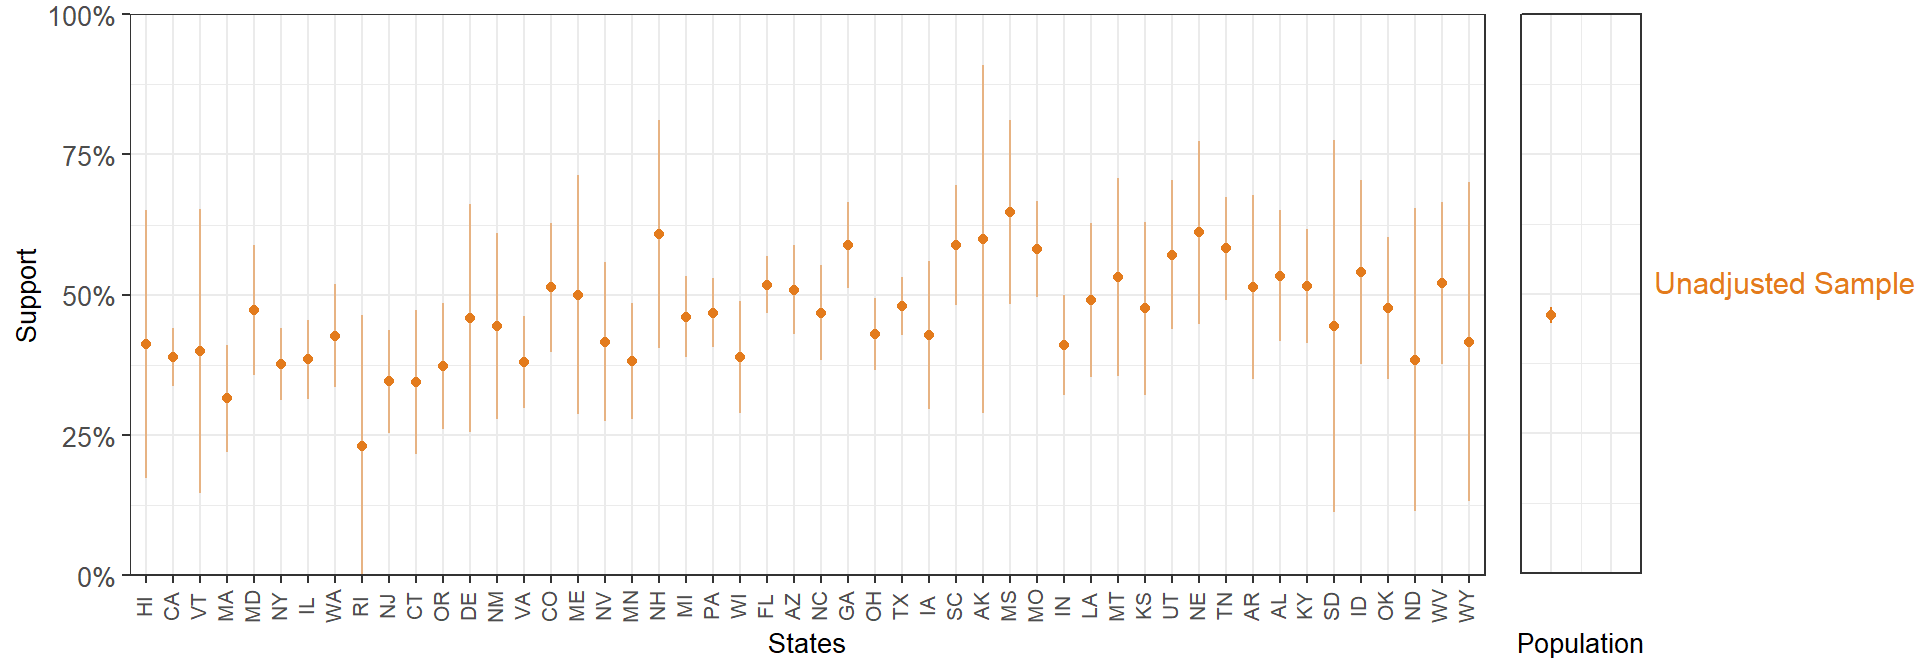 100%
75%
50%
25%
0%
Support
HI CA VT MA MD NY IL WA RI NJ CT OR DE NM VA CO ME NV MN NH MI PA WI FL AZ NC GA OH TX IA SC AK MS MO IN LA MT KS UT NE TN AR AL KY SD ID OK ND WV WY
States
Population
Unadjusted Sample